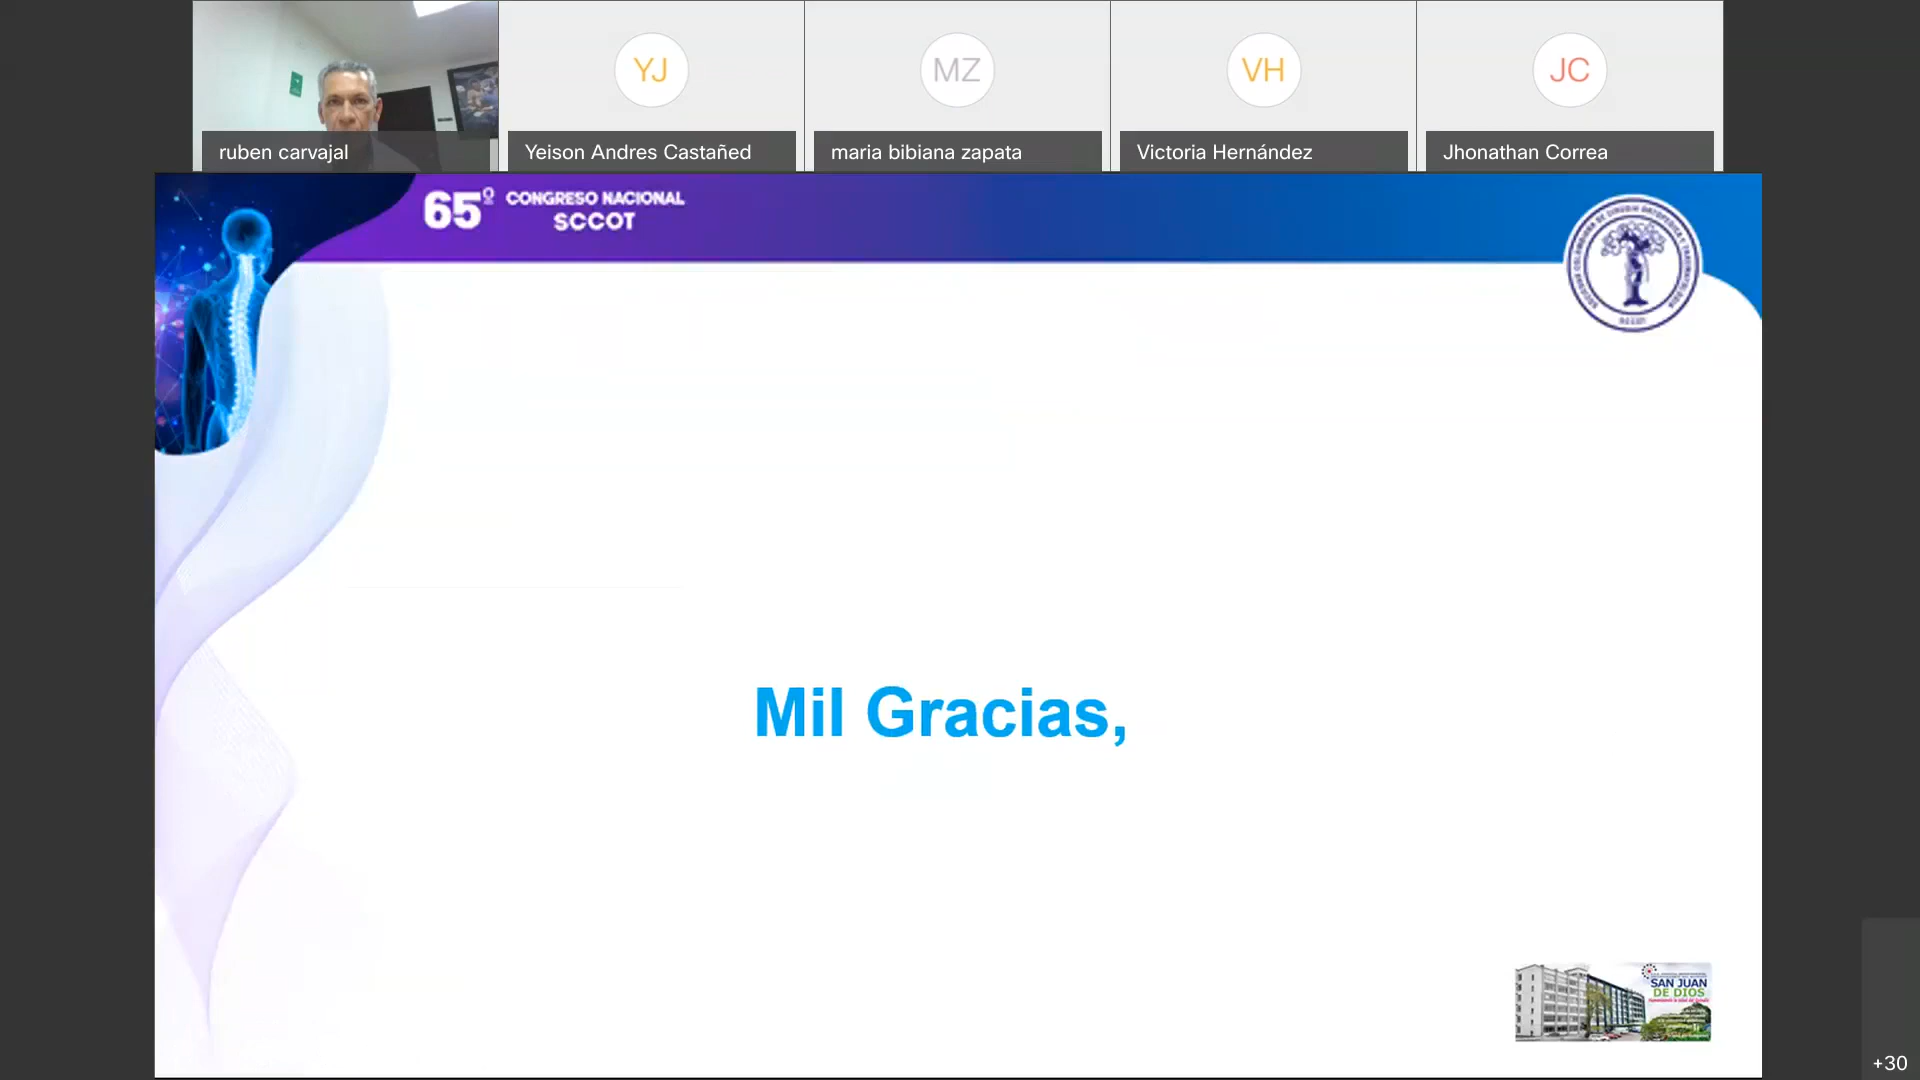 YJ
MZ
VH
JC
ruben carvajal
Yeison Andres Castañed
maria bibiana zapata
Victoria Hernández
Jhonathan Correa
65º
CONGRESO NACIONAL
SCCOT
Mil Gracias,
SAN JUAN
DE DIOS
+30